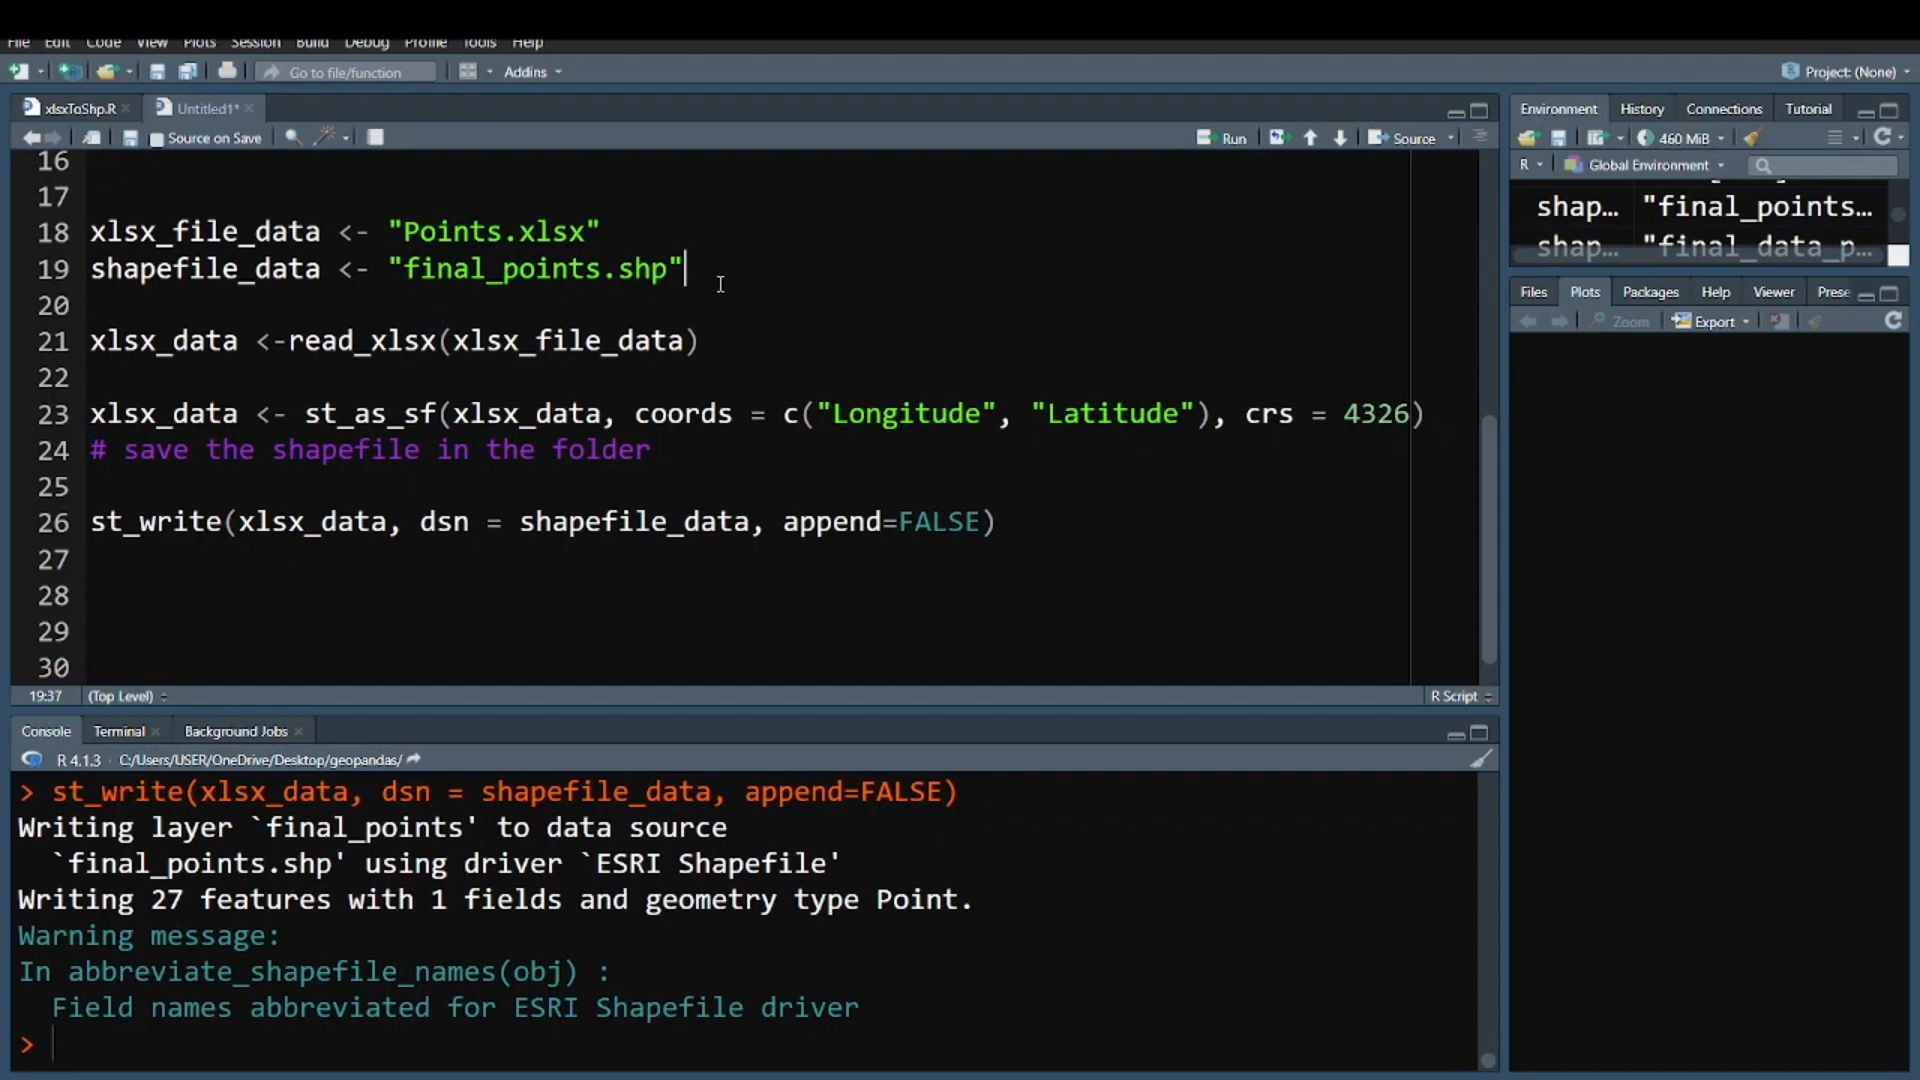 File Edit Code View Plots Session Build Debug Profile Tools Help
Go to file/function Addins Project: (None)
xlsxToShp.R Untitled1*
Source on Save Run Source
16
17
18 xlsx_file_data <- "Points.xlsx"
19 shapefile_data <- "final_points.shp"
20
21 xlsx_data <-read_xlsx(xlsx_file_data)
22
23 xlsx_data <- st_as_sf(xlsx_data, coords = c("Longitude", "Latitude"), crs = 4326)
24 # save the shapefile in the folder
25
26 st_write(xlsx_data, dsn = shapefile_data, append=FALSE)
27
28
29
30
19:37 (Top Level) R Script
Console Terminal Background Jobs
R 4.1.3 · C:/Users/USER/OneDrive/Desktop/geopandas/
> st_write(xlsx_data, dsn = shapefile_data, append=FALSE)
Writing layer `final_points' to data source
`final_points.shp' using driver `ESRI Shapefile'
Writing 27 features with 1 fields and geometry type Point.
Warning message:
In abbreviate_shapefile_names(obj) :
Field names abbreviated for ESRI Shapefile driver
>
Environment History Connections Tutorial
460 MiB
R Global Environment
shap… "final_points…
shap… "final_data_p…
Files Plots Packages Help Viewer Prese
Zoom Export